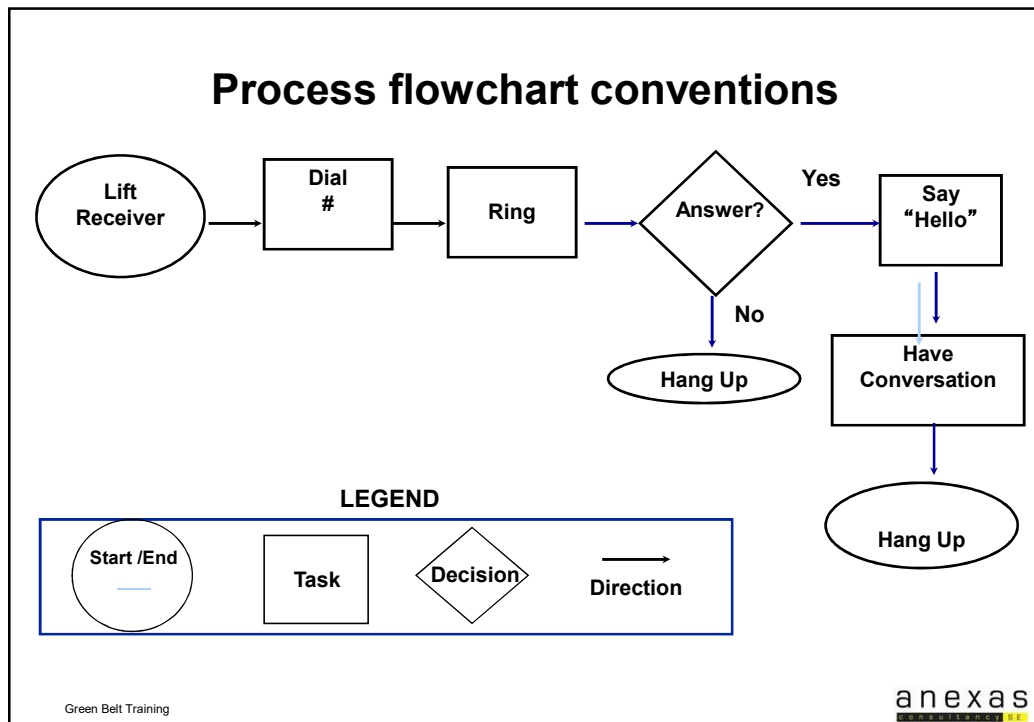 Process flowchart conventions
Lift
Receiver
Dial
#
Ring
Answer?
Yes
Say
“Hello”
No
Hang Up
Have
Conversation
Hang Up
LEGEND
Start /End
Task
Decision
Direction
Green Belt Training
anexas
consultancy SE